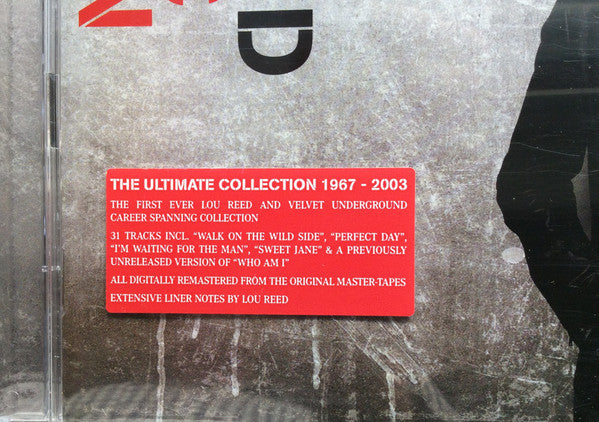 D
THE ULTIMATE COLLECTION 1967 - 2003
THE FIRST EVER LOU REED AND VELVET UNDERGROUND
CAREER SPANNING COLLECTION
31 TRACKS INCL. “WALK ON THE WILD SIDE”, “PERFECT DAY”,
“I'M WAITING FOR THE MAN”, “SWEET JANE” & A PREVIOUSLY
UNRELEASED VERSION OF “WHO AM I”
ALL DIGITALLY REMASTERED FROM THE ORIGINAL MASTER-TAPES
EXTENSIVE LINER NOTES BY LOU REED